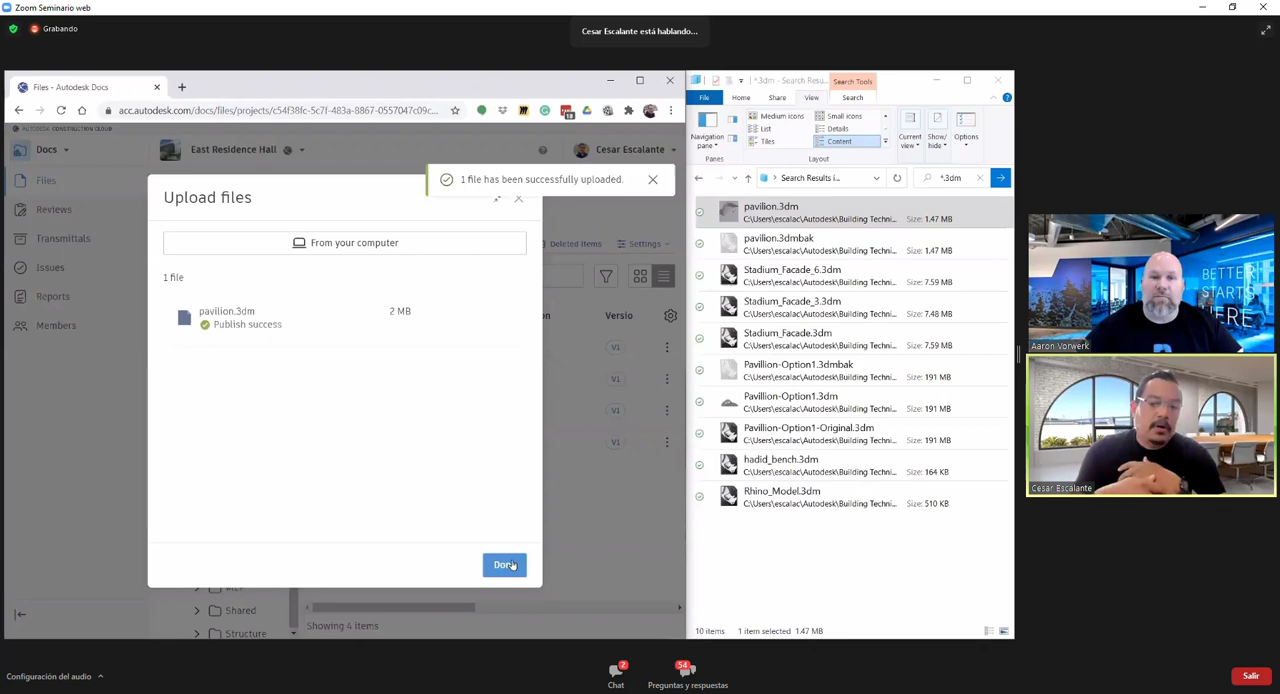 Zoom Seminario web
Grabando
Cesar Escalante está hablando...
Files - Autodesk Docs
acc.autodesk.com/docs/files/projects/c54f38fc-5c7f-483a-8867-0557047c09c...
AUTODESK CONSTRUCTION CLOUD
Docs
East Residence Hall
Cesar Escalante
Files
Reviews
Transmittals
Issues
Reports
Members
1 file has been successfully uploaded.
Upload files
From your computer
1 file
pavilion.3dm
2 MB
Publish success
Done
Deleted items
Settings
Versio
V1
V1
V1
V1
Shared
Structure
Showing 4 items
*.3dm - Search Resu...
Search Tools
File
Home
Share
View
Search
Navigation pane
Panes
Medium icons
Small icons
List
Details
Tiles
Content
Layout
Current view
Show/hide
Options
Search Results i...
*.3dm
pavilion.3dm
C:\Users\escalac\Autodesk\Building Techni...
Size: 1.47 MB
pavilion.3dmbak
C:\Users\escalac\Autodesk\Building Techni...
Size: 1.47 MB
Stadium_Facade_6.3dm
C:\Users\escalac\Autodesk\Building Techni...
Size: 7.59 MB
Stadium_Facade_3.3dm
C:\Users\escalac\Autodesk\Building Techni...
Size: 7.48 MB
Stadium_Facade.3dm
C:\Users\escalac\Autodesk\Building Techni...
Size: 7.59 MB
Pavillion-Option1.3dmbak
C:\Users\escalac\Autodesk\Building Techni...
Size: 191 MB
Pavillion-Option1.3dm
C:\Users\escalac\Autodesk\Building Techni...
Size: 191 MB
Pavillion-Option1-Original.3dm
C:\Users\escalac\Autodesk\Building Techni...
Size: 191 MB
hadid_bench.3dm
C:\Users\escalac\Autodesk\Building Techni...
Size: 164 KB
Rhino_Model.3dm
C:\Users\escalac\Autodesk\Building Techni...
Size: 510 KB
10 items
1 item selected 1.47 MB
BETTER
STARTS
HERE
Aaron Vorwerk
Cesar Escalante
Configuración del audio
2
Chat
54
Preguntas y respuestas
Salir